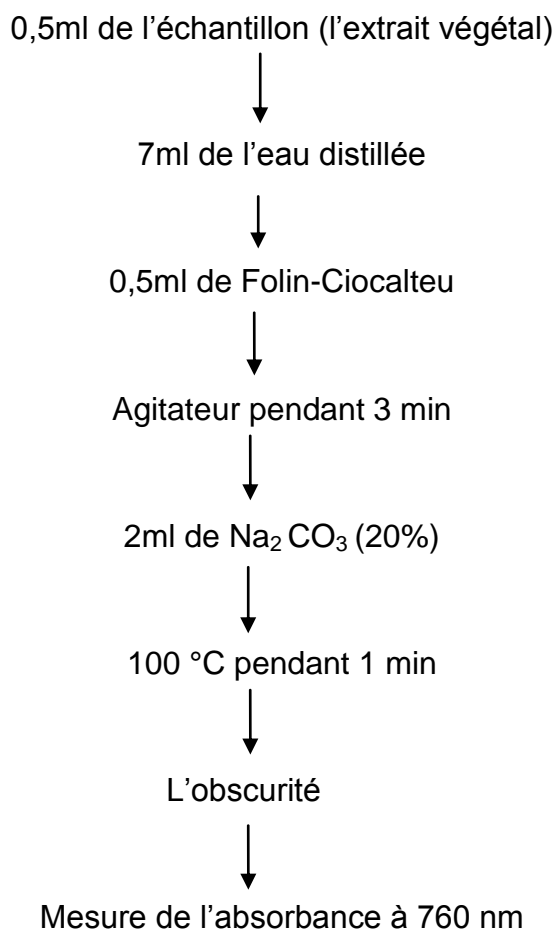 0,5ml de l’échantillon (l’extrait végétal)
7ml de l’eau distillée
0,5ml de Folin-Ciocalteu
Agitateur pendant 3 min
2ml de Na₂ CO₃ (20%)
100 °C pendant 1 min
L’obscurité
Mesure de l’absorbance à 760 nm